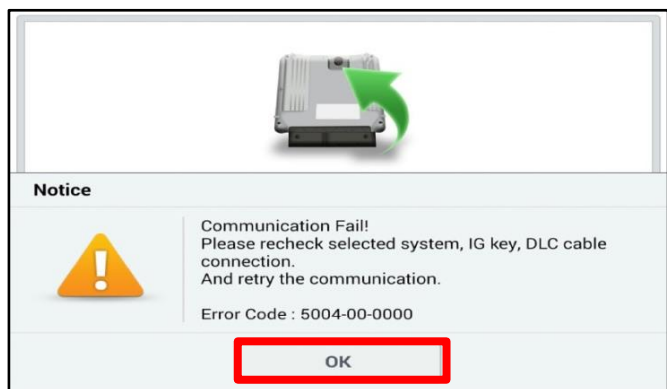 Notice
Communication Fail!
Please recheck selected system, IG key, DLC cable
connection.
And retry the communication.
Error Code : 5004-00-0000
OK